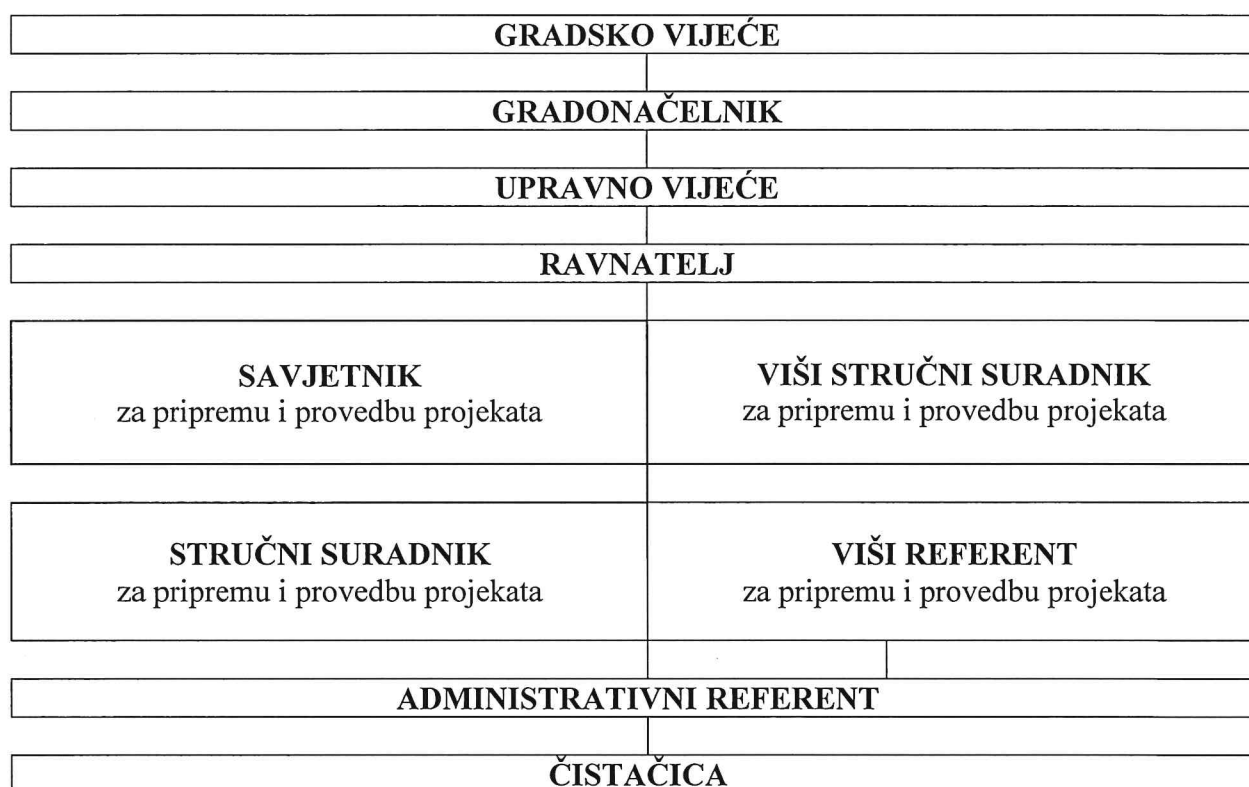 GRADSKO VIJEĆE
GRADONAČELNIK
UPRAVNO VIJEĆE
RAVNATELJ
SAVJETNIK
za pripremu i provedbu projekata
VIŠI STRUČNI SURADNIK
za pripremu i provedbu projekata
STRUČNI SURADNIK
za pripremu i provedbu projekata
VIŠI REFERENT
za pripremu i provedbu projekata
ADMINISTRATIVNI REFERENT
ČISTAČICA